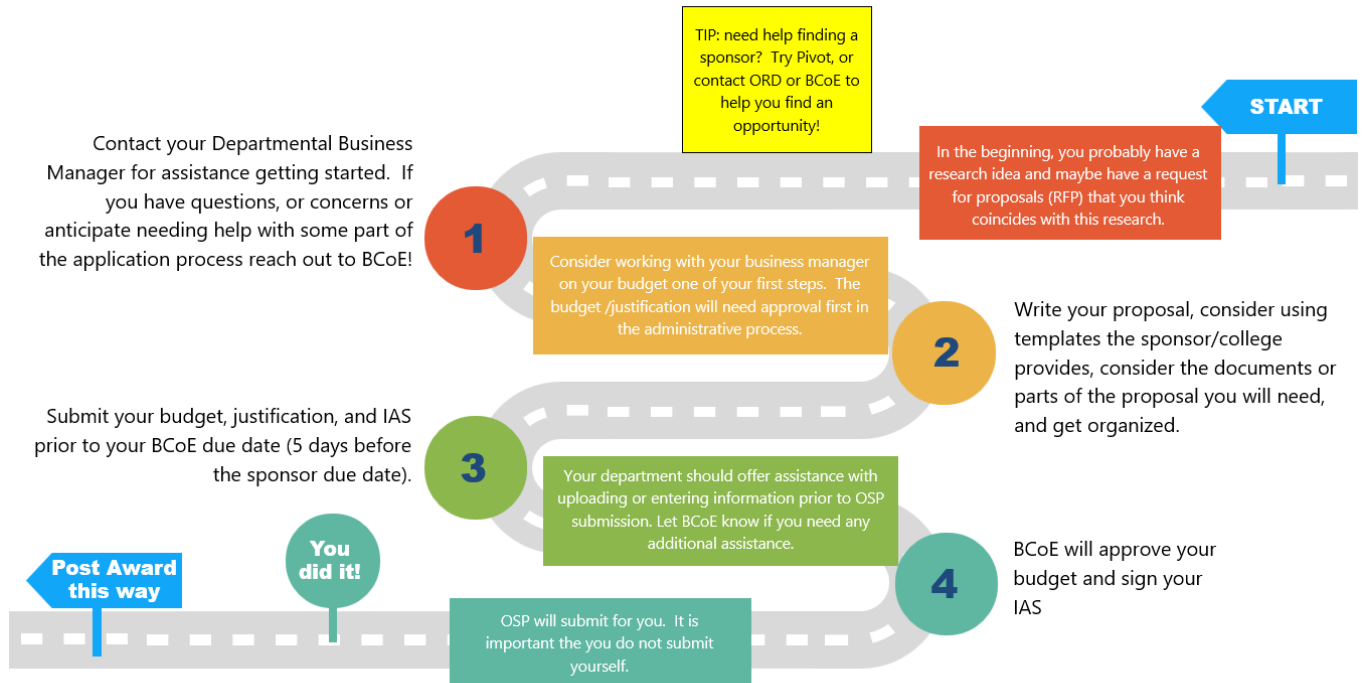 TIP: need help finding a
sponsor?  Try Pivot, or
contact ORD or BCoE to
help you find an
opportunity!
START
In the beginning, you probably have a
research idea and maybe have a request
for proposals (RFP) that you think
coincides with this research.
Contact your Departmental Business
Manager for assistance getting started.  If
you have questions, or concerns or
anticipate needing help with some part of
the application process reach out to BCoE!
1
Consider working with your business manager
on your budget one of your first steps.  The
budget /justification will need approval first in
the administrative process.
2
Write your proposal, consider using
templates the sponsor/college
provides, consider the documents or
parts of the proposal you will need,
and get organized.
Submit your budget, justification, and IAS
prior to your BCoE due date (5 days before
the sponsor due date).
3
Your department should offer assistance with
uploading or entering information prior to OSP
submission. Let BCoE know if you need any
additional assistance.
4
BCoE will approve your
budget and sign your
IAS
OSP will submit for you.  It is
important the you do not submit
yourself.
You
did it!
Post Award
this way